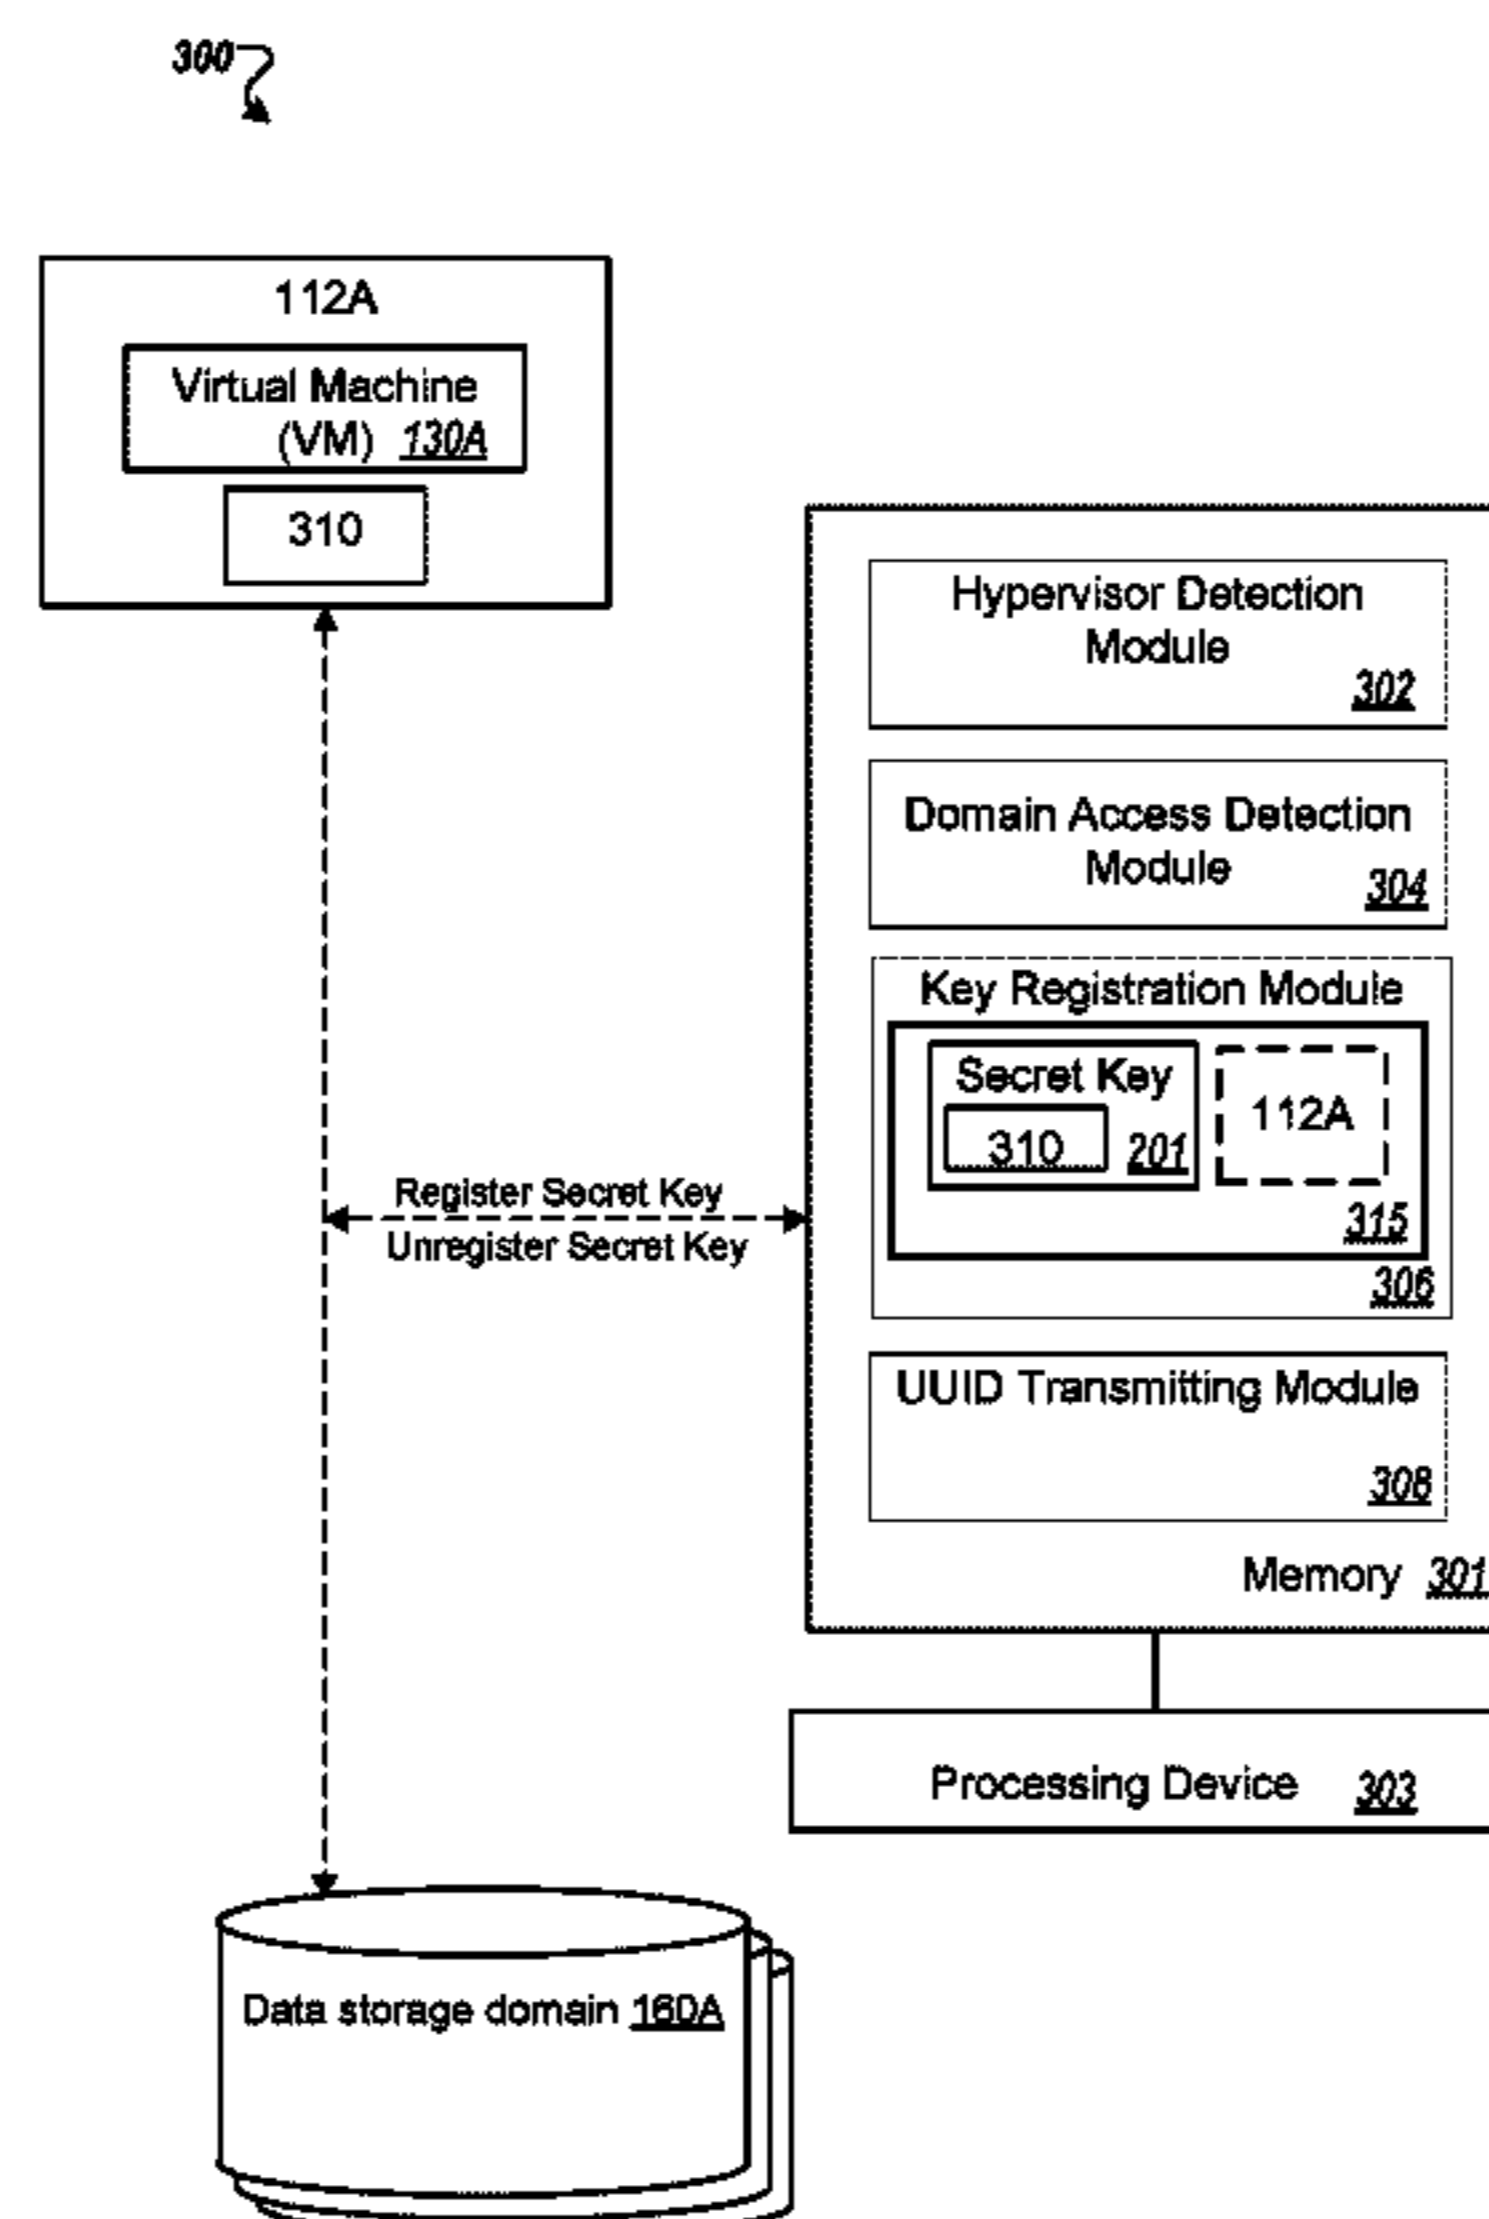 300
112A
Virtual Machine
(VM) 130A
310
Hypervisor Detection
Module
302
Domain Access Detection
Module
304
Key Registration Module
Secret Key
310 201
112A
315
306
Register Secret Key
Unregister Secret Key
UUID Transmitting Module
308
Memory 301
Processing Device 303
Data storage domain 160A